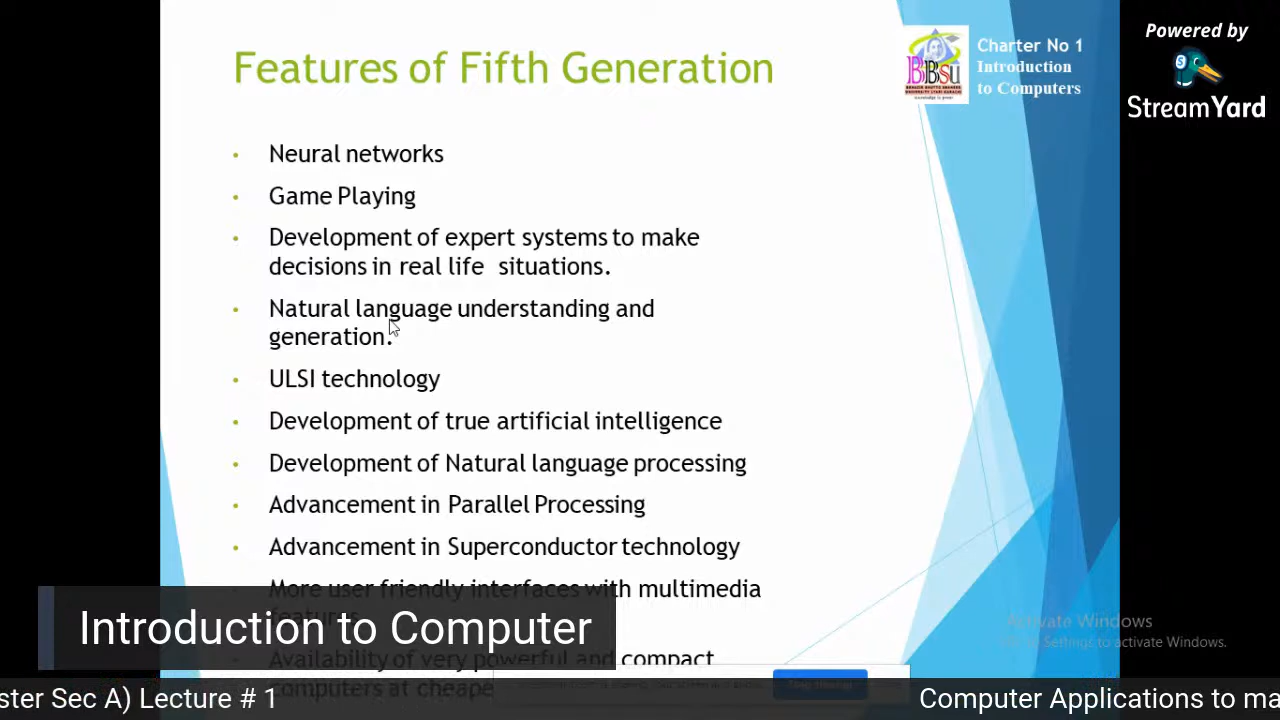 Features of Fifth Generation
Charter No 1
Introduction
to Computers
Powered by
StreamYard
BBSU
• Neural networks
• Game Playing
• Development of expert systems to make
decisions in real life situations.
• Natural language understanding and
generation.
• ULSI technology
• Development of true artificial intelligence
• Development of Natural language processing
• Advancement in Parallel Processing
• Advancement in Superconductor technology
• More user friendly interfaces with multimedia
features
• Availability of very powerful and compact
computers at cheape
Introduction to Computer
Activate Windows
Go to Settings to activate Windows.
ster Sec A) Lecture # 1
Computer Applications to ma